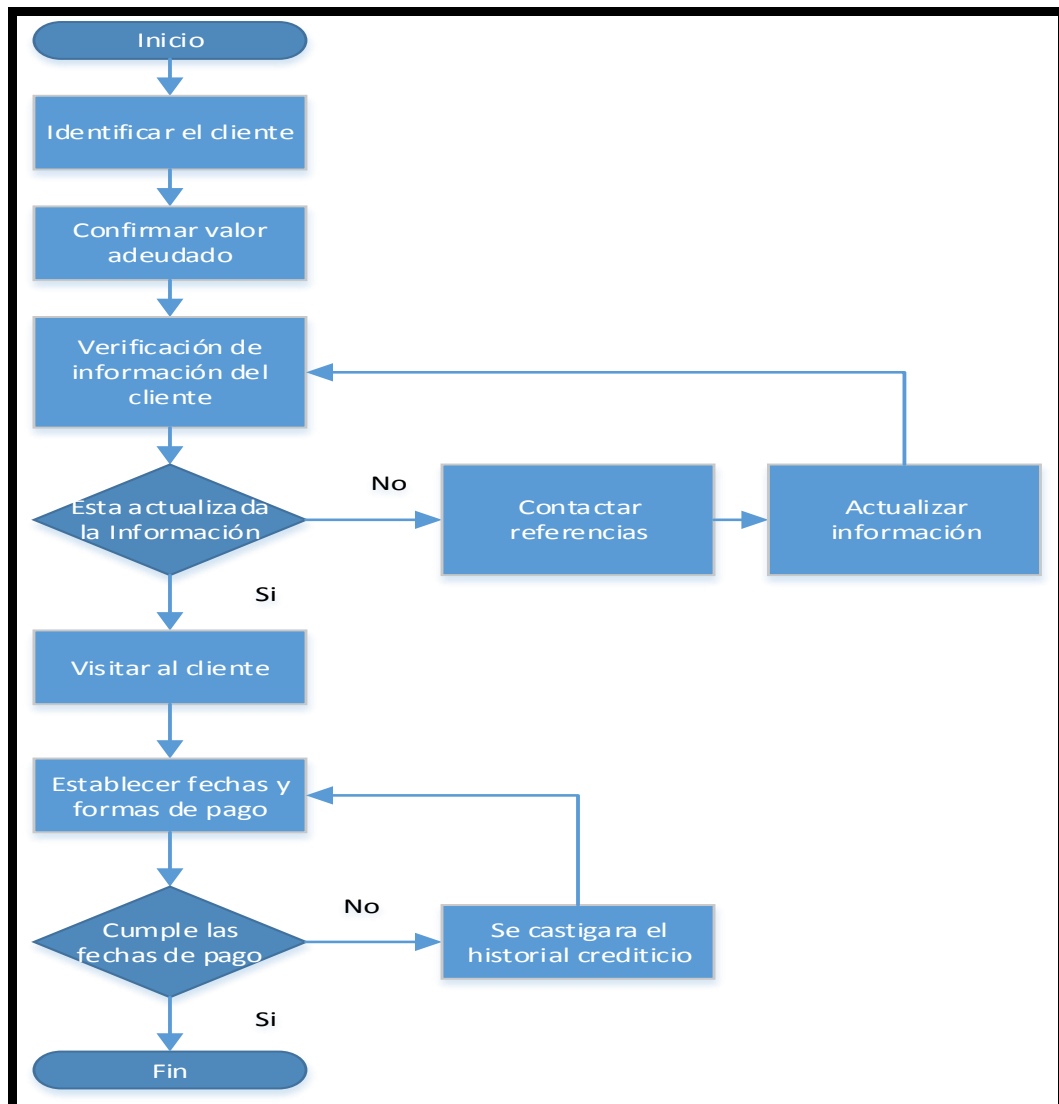 Inicio
Identificar el cliente
Confirmar valor
adeudado
Verificación de
información del
cliente
Esta actualizada
la Información
No
Contactar
referencias
Actualizar
información
Si
Visitar al cliente
Establecer fechas y
formas de pago
Cumple las
fechas de pago
No
Se castigara el
historial crediticio
Si
Fin